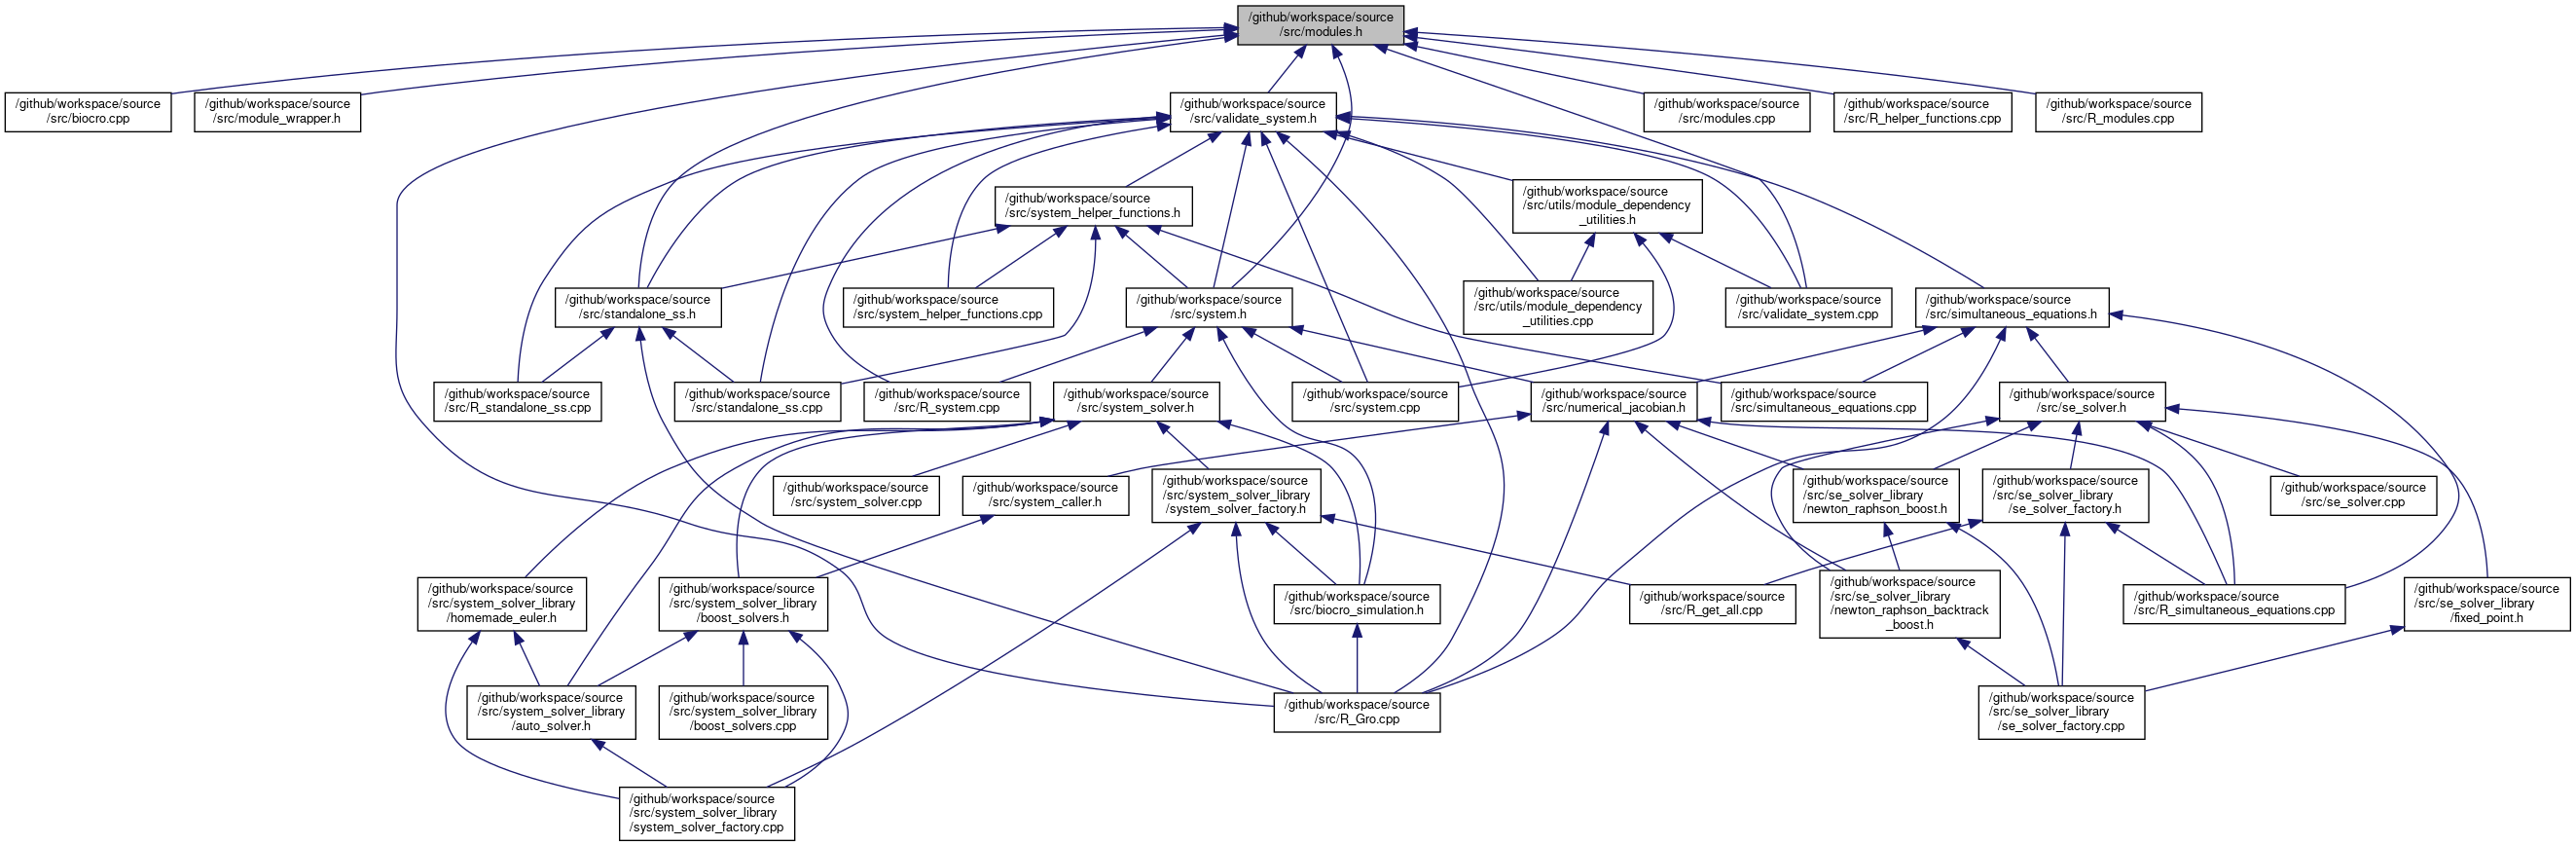 /github/workspace/source
/src/modules.h
/github/workspace/source
/src/biocro.cpp
/github/workspace/source
/src/module_wrapper.h
/github/workspace/source
/src/validate_system.h
/github/workspace/source
/src/modules.cpp
/github/workspace/source
/src/R_helper_functions.cpp
/github/workspace/source
/src/R_modules.cpp
/github/workspace/source
/src/system_helper_functions.h
/github/workspace/source
/src/utils/module_dependency
_utilities.h
/github/workspace/source
/src/standalone_ss.h
/github/workspace/source
/src/system_helper_functions.cpp
/github/workspace/source
/src/system.h
/github/workspace/source
/src/utils/module_dependency
_utilities.cpp
/github/workspace/source
/src/validate_system.cpp
/github/workspace/source
/src/simultaneous_equations.h
/github/workspace/source
/src/R_standalone_ss.cpp
/github/workspace/source
/src/standalone_ss.cpp
/github/workspace/source
/src/R_system.cpp
/github/workspace/source
/src/system_solver.h
/github/workspace/source
/src/system.cpp
/github/workspace/source
/src/numerical_jacobian.h
/github/workspace/source
/src/simultaneous_equations.cpp
/github/workspace/source
/src/se_solver.h
/github/workspace/source
/src/system_solver.cpp
/github/workspace/source
/src/system_caller.h
/github/workspace/source
/src/system_solver_library
/system_solver_factory.h
/github/workspace/source
/src/se_solver_library
/newton_raphson_boost.h
/github/workspace/source
/src/se_solver_library
/se_solver_factory.h
/github/workspace/source
/src/se_solver.cpp
/github/workspace/source
/src/system_solver_library
/homemade_euler.h
/github/workspace/source
/src/system_solver_library
/boost_solvers.h
/github/workspace/source
/src/biocro_simulation.h
/github/workspace/source
/src/R_get_all.cpp
/github/workspace/source
/src/se_solver_library
/newton_raphson_backtrack
_boost.h
/github/workspace/source
/src/R_simultaneous_equations.cpp
/github/workspace/source
/src/se_solver_library
/fixed_point.h
/github/workspace/source
/src/system_solver_library
/auto_solver.h
/github/workspace/source
/src/system_solver_library
/boost_solvers.cpp
/github/workspace/source
/src/R_Gro.cpp
/github/workspace/source
/src/se_solver_library
/se_solver_factory.cpp
/github/workspace/source
/src/system_solver_library
/system_solver_factory.cpp